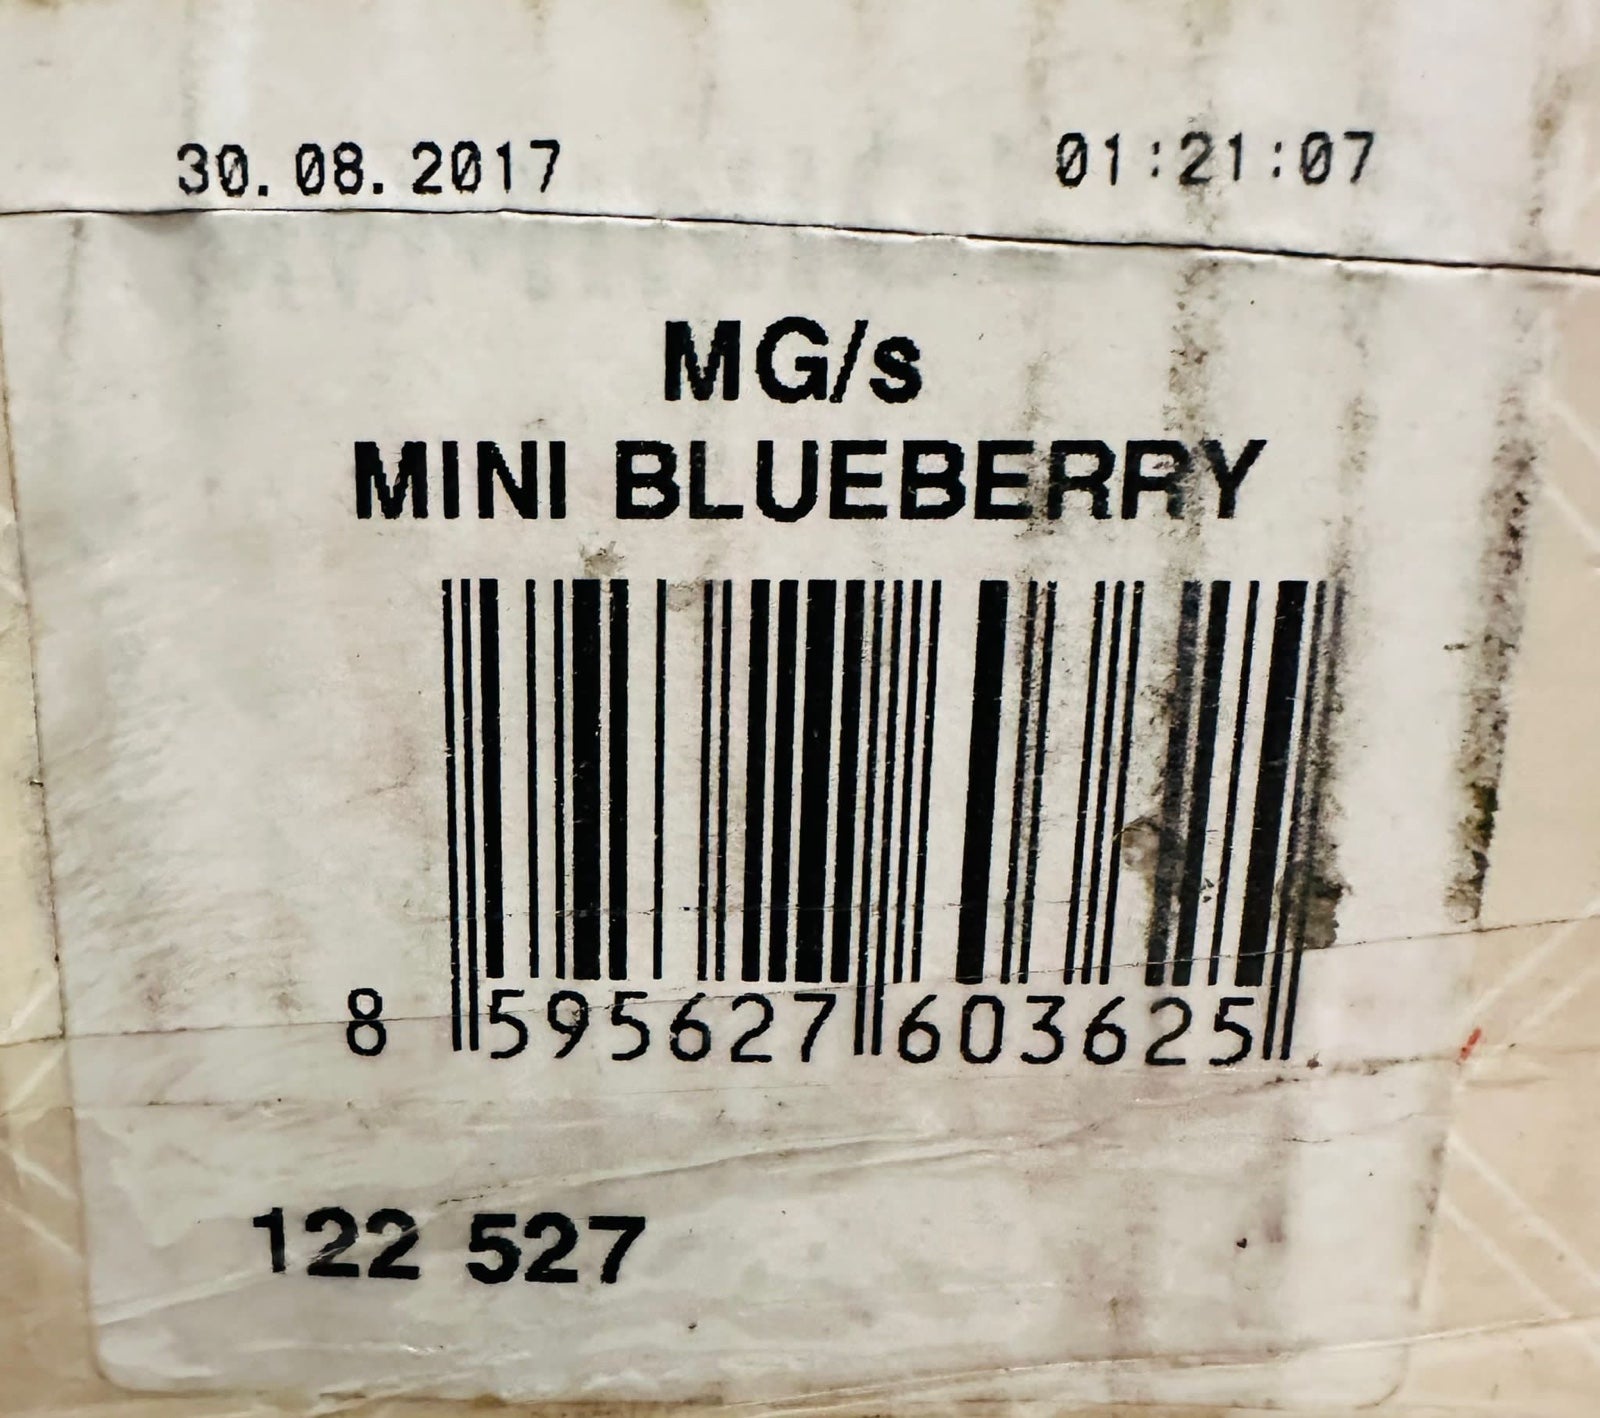 30.08.2017 01:21:07
MG/s
MINI BLUEBERRY
8 595627 603625
122 527